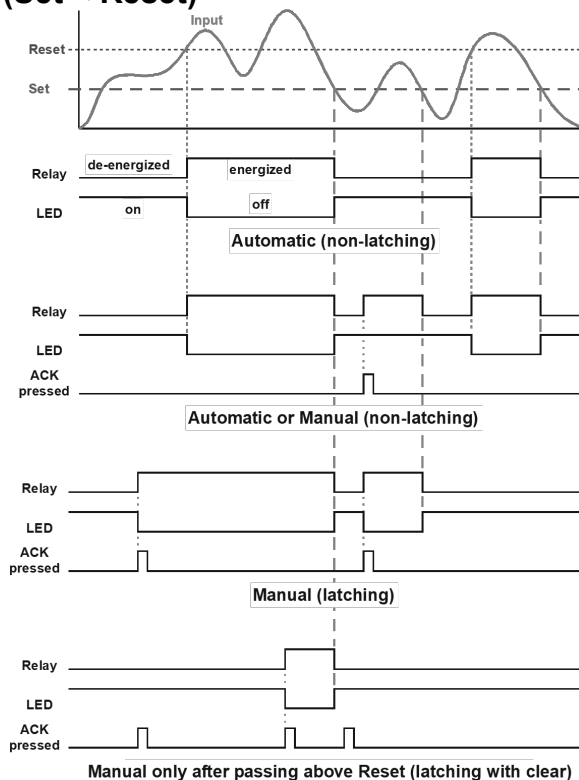 Input
Reset
Set
de-energized
energized
Relay
off
LED
on
Automatic (non-latching)
Relay
LED
ACK
pressed
Automatic or Manual (non-latching)
Relay
LED
ACK
pressed
Manual (latching)
Relay
LED
ACK
pressed
Manual only after passing above Reset (latching with clear)